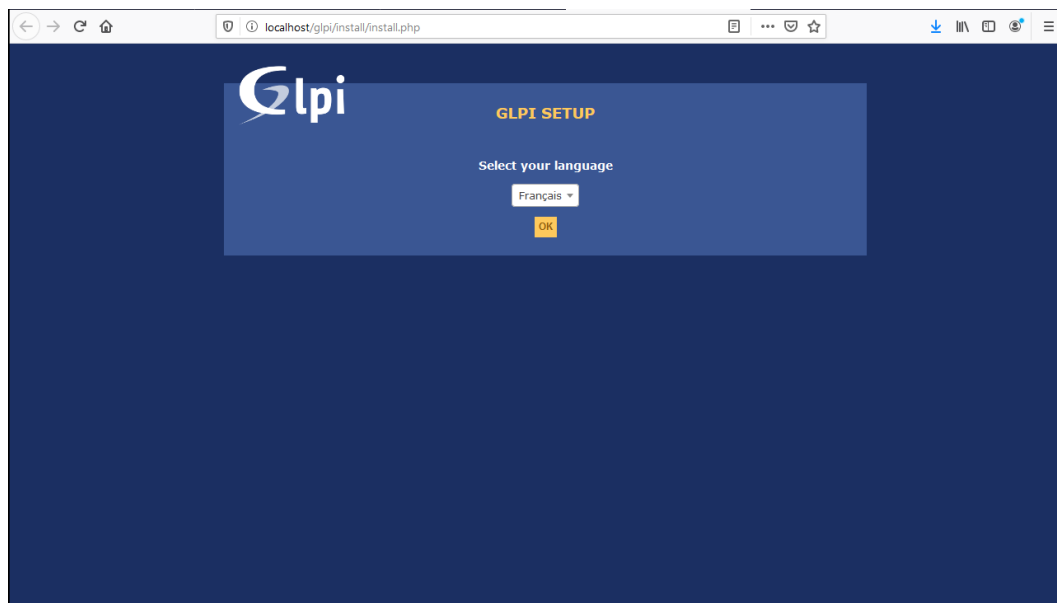 localhost/glpi/install/install.php
Glpi
GLPI SETUP
Select your language
Français
OK